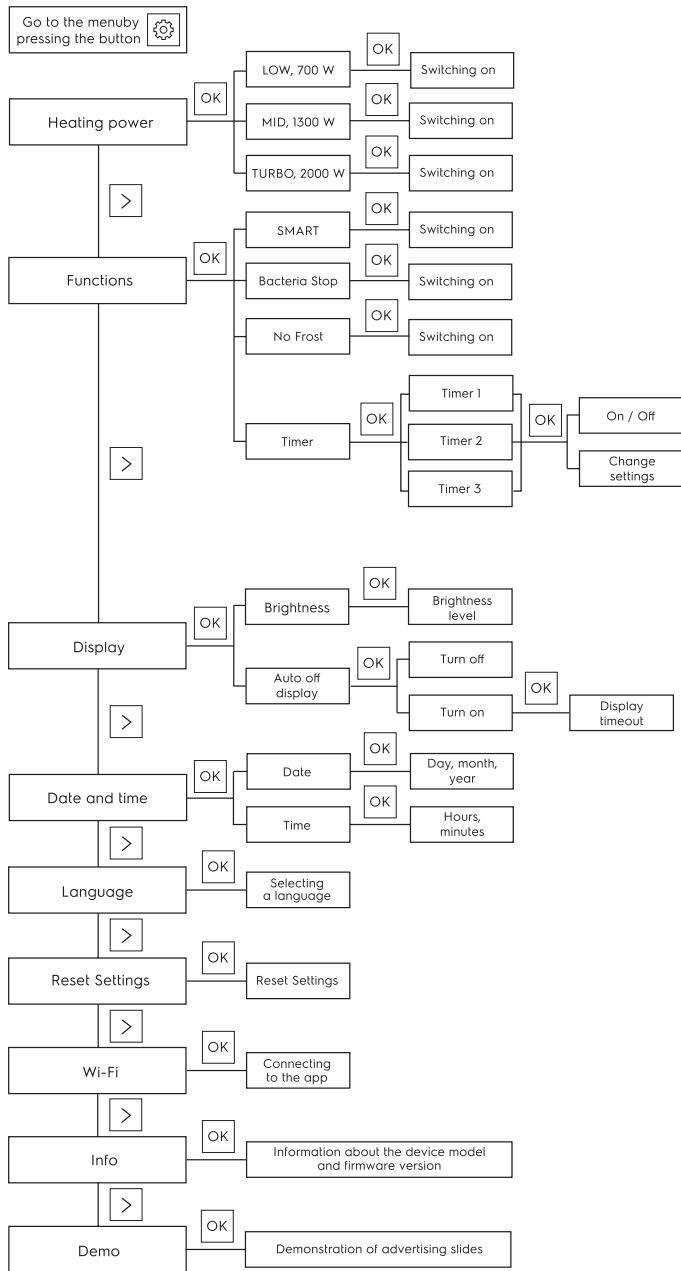 Go to the menuby
pressing the button
OK
LOW, 700 W
Switching on
OK
Heating power
OK
MID, 1300 W
Switching on
OK
TURBO, 2000 W
Switching on
>
OK
SMART
Switching on
OK
Functions
OK
Bacteria Stop
Switching on
OK
No Frost
Switching on
Timer 1
OK
OK
On / Off
Timer
Timer 2
Change
settings
Timer 3
>
OK
Brightness
Brightness
level
OK
Display
OK
Turn off
Auto off
display
OK
Turn on
Display
timeout
>
OK
Date
Day, month,
year
OK
Date and time
OK
Time
Hours,
minutes
>
OK
Language
Selecting
a language
>
OK
Reset Settings
Reset Settings
>
OK
Wi-Fi
Connecting
to the app
>
OK
Info
Information about the device model
and firmware version
>
OK
Demo
Demonstration of advertising slides